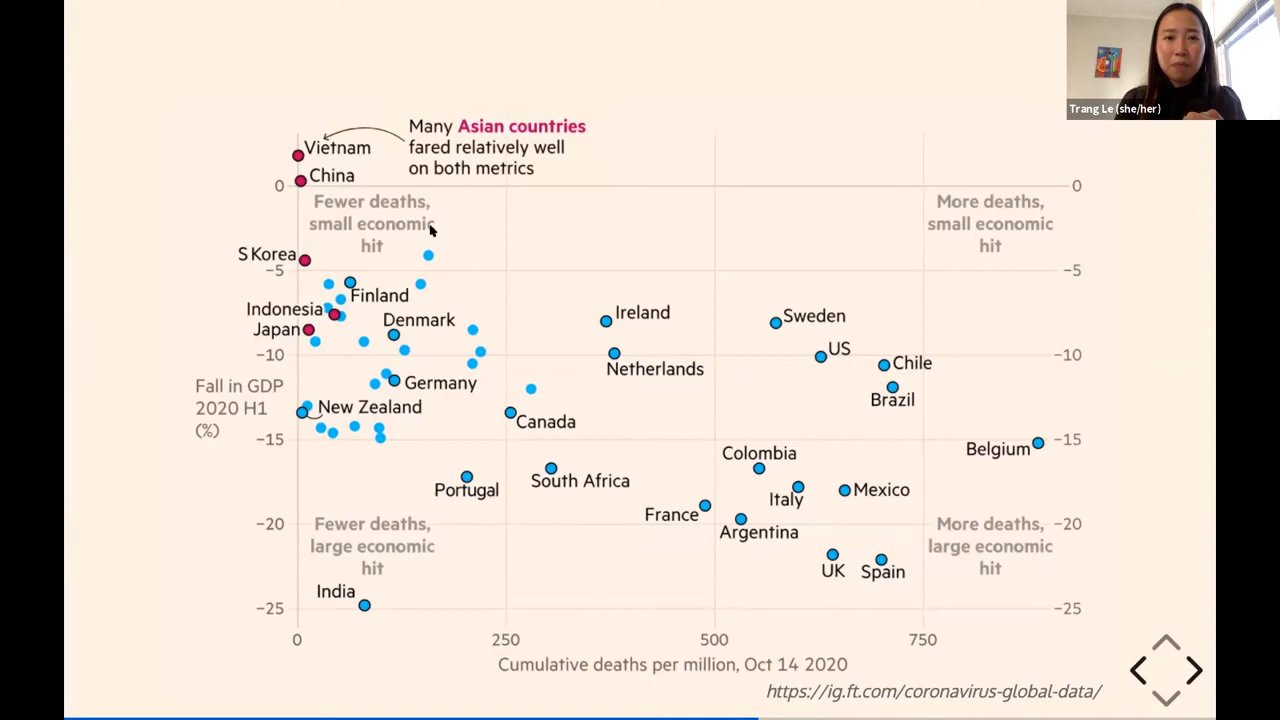 Trang Le (she/her)
Many Asian countries
fared relatively well
on both metrics
Vietnam
China
0
0
Fewer deaths,
small economic
hit
More deaths,
small economic
hit
S Korea
−5
−5
Finland
Indonesia
Japan
Denmark
Ireland
Sweden
US
−10
−10
Netherlands
Chile
Brazil
Germany
Fall in GDP
2020 H1
(%)
New Zealand
Canada
−15
−15
Belgium
Colombia
Portugal
South Africa
Italy
Mexico
France
Argentina
Fewer deaths,
large economic
hit
−20
−20
More deaths,
large economic
hit
UK
Spain
India
−25
−25
0
250
500
750
Cumulative deaths per million, Oct 14 2020
https://ig.ft.com/coronavirus-global-data/